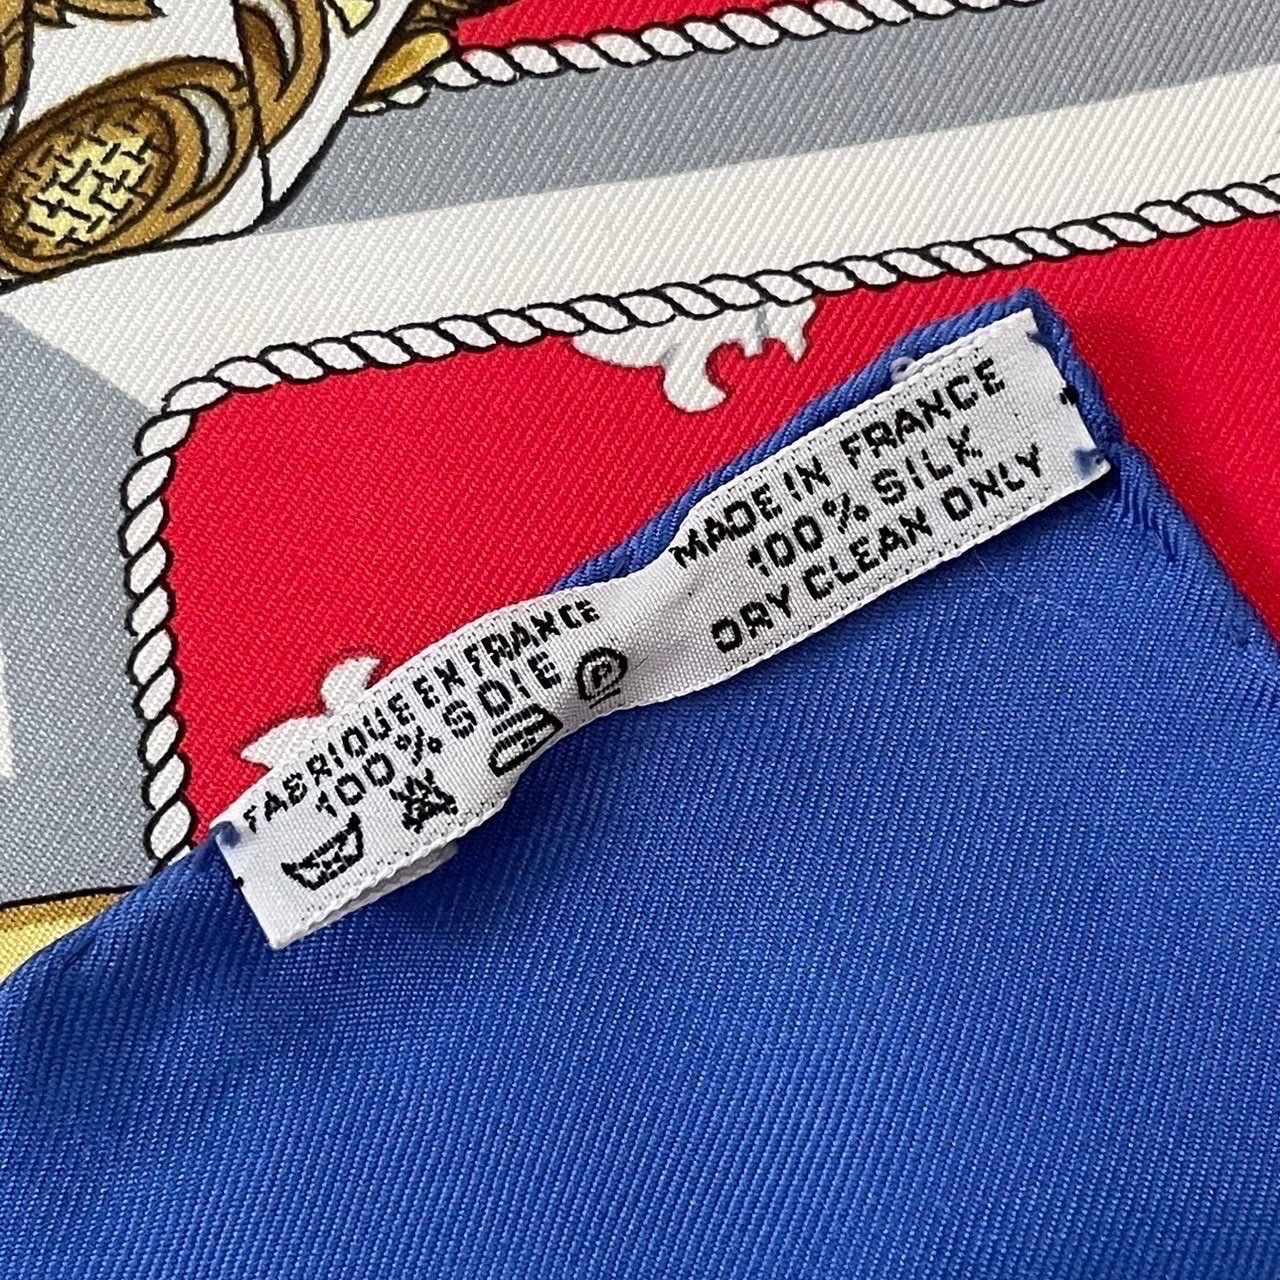 FABRIQUE EN FRANCE
100% SOIE
P
MADE IN FRANCE
100% SILK
DRY CLEAN ONLY